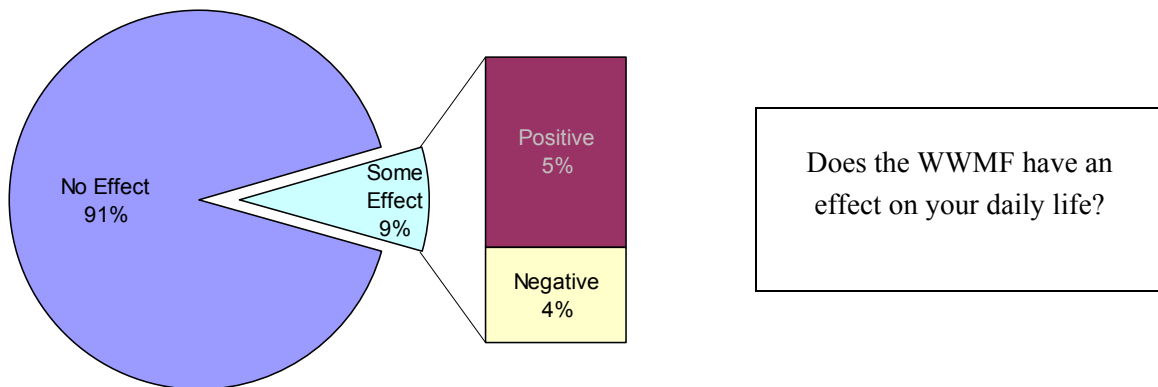 No Effect
91%
Some
Effect
9%
Positive
5%
Negative
4%
Does the WWMF have an
effect on your daily life?